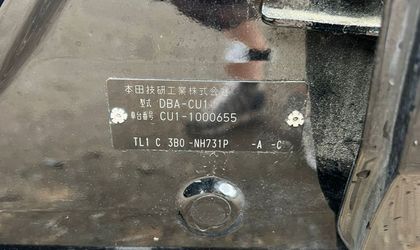 本田技研工業株式会社
型式 DBA-CU1
車台番号 CU1-1000655
TL1 C 3B0 -NH731P -A -C